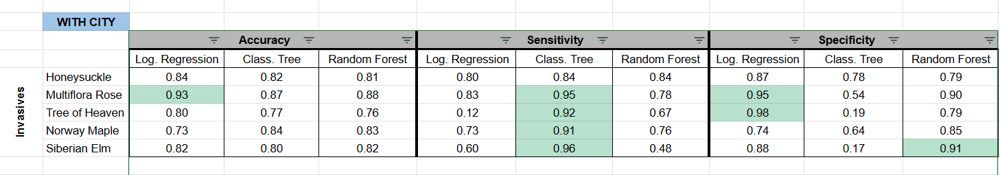 WITH CITY
Accuracy Sensitivity Specificity
Log. Regression Class. Tree Random Forest Log. Regression Class. Tree Random Forest Log. Regression Class. Tree Random Forest
Invasives
Honeysuckle 0.84 0.82 0.81 0.80 0.84 0.84 0.87 0.78 0.79
Multiflora Rose 0.93 0.87 0.88 0.83 0.95 0.78 0.95 0.54 0.90
Tree of Heaven 0.80 0.77 0.76 0.12 0.92 0.67 0.98 0.19 0.79
Norway Maple 0.73 0.84 0.83 0.73 0.91 0.76 0.74 0.64 0.85
Siberian Elm 0.82 0.80 0.82 0.60 0.96 0.48 0.88 0.17 0.91